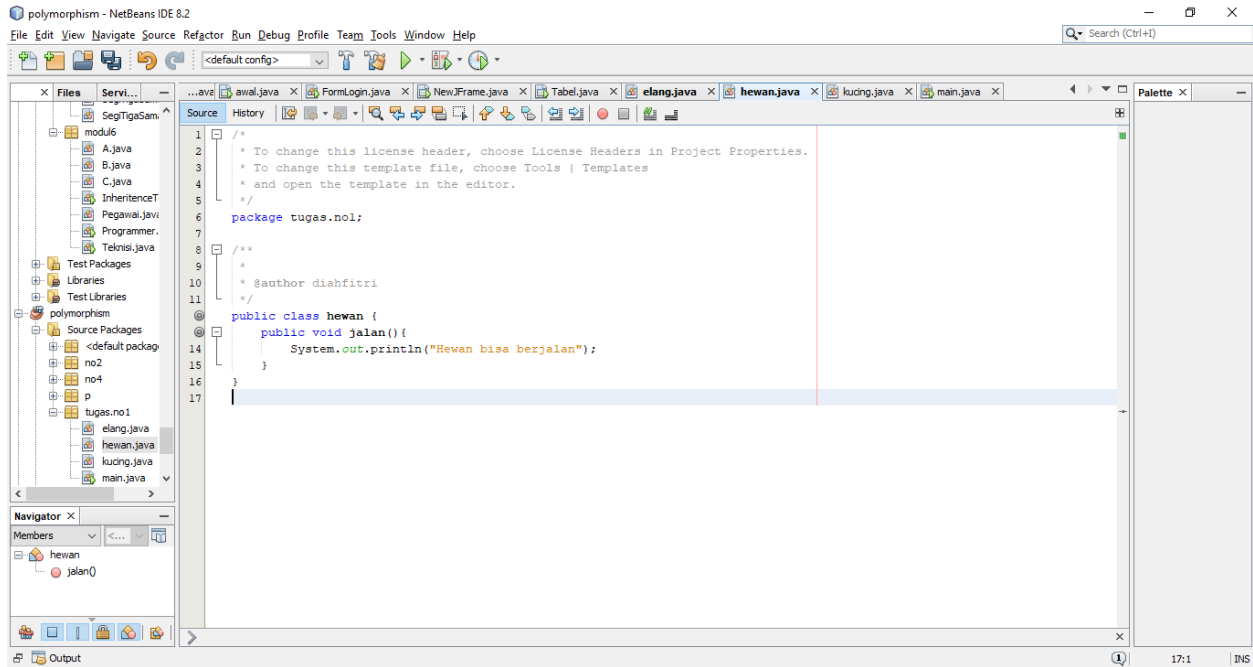 polymorphism - NetBeans IDE 8.2
File Edit View Navigate Source Refactor Run Debug Profile Team Tools Window Help
Search (Ctrl+I)
<default config>
Files Servi...
...ava awal.java FormLogin.java NewJFrame.java Tabel.java elang.java hewan.java kucing.java main.java
Palette
Source History
SegiTigaSama
modul6
A.java
B.java
C.java
InheritenceT
Pegawai.java
Programmer.
Teknisi.java
Test Packages
Libraries
Test Libraries
polymorphism
Source Packages
<default packag
no2
no4
p
tugas.no1
elang.java
hewan.java
kucing.java
main.java
1 /*
2 * To change this license header, choose License Headers in Project Properties.
3 * To change this template file, choose Tools | Templates
4 * and open the template in the editor.
5 */
6 package tugas.no1;
7
8 /**
9 *
10 * @author diahfitri
11 */
public class hewan {
public void jalan(){
14 System.out.println("Hewan bisa berjalan");
15 }
16 }
17
Navigator
Members <...
hewan
jalan()
Output
1
17:1 INS